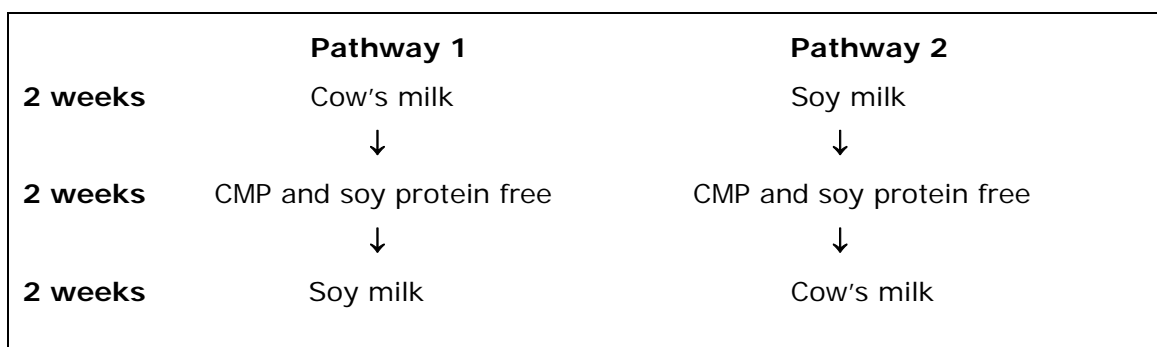 Pathway 1 Pathway 2
2 weeks Cow's milk Soy milk
↓ ↓
2 weeks CMP and soy protein free CMP and soy protein free
↓ ↓
2 weeks Soy milk Cow's milk